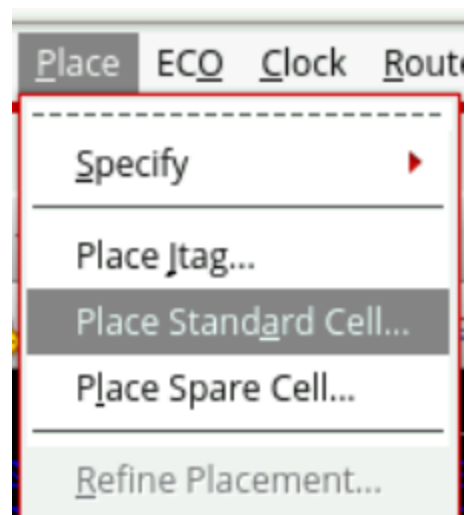 Place ECO Clock Route
Specify
Place Jtag...
Place Standard Cell...
Place Spare Cell...
Refine Placement...